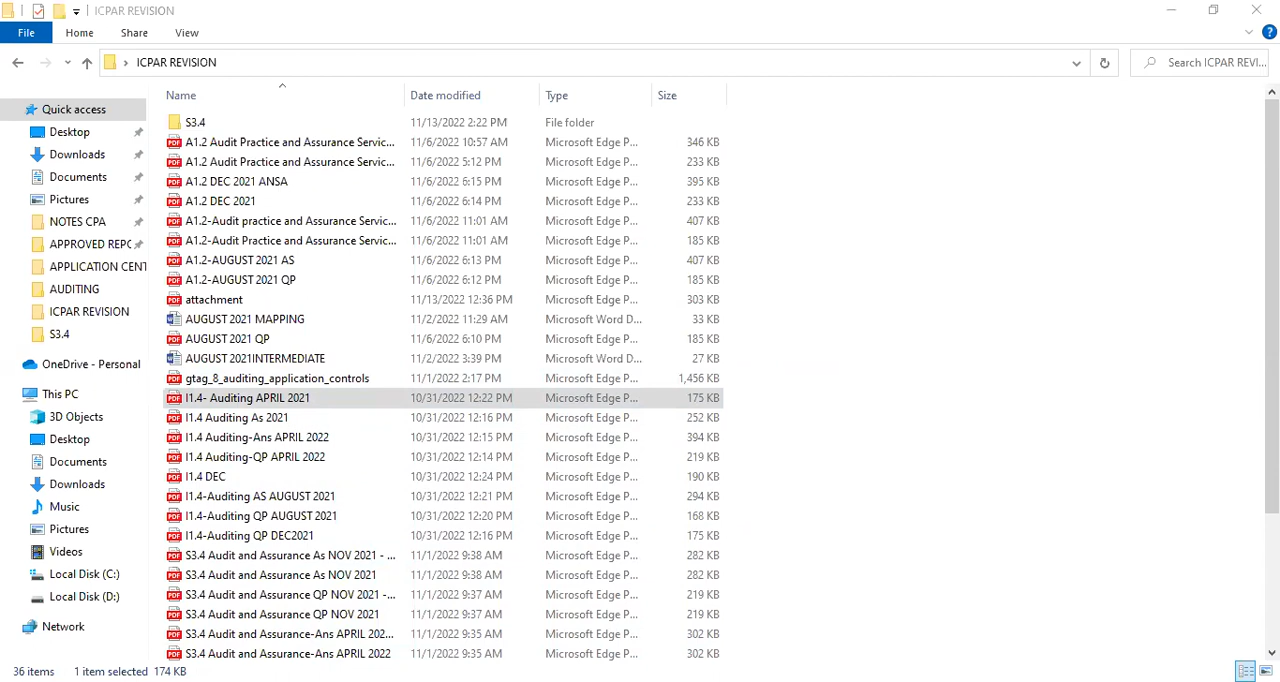 ICPAR REVISION
File Home Share View
ICPAR REVISION Search ICPAR REVI...
Name Date modified Type Size
Quick access
Desktop
Downloads
Documents
Pictures
NOTES CPA
APPROVED REPC
APPLICATION CENT
AUDITING
ICPAR REVISION
S3.4
OneDrive - Personal
This PC
3D Objects
Desktop
Documents
Downloads
Music
Pictures
Videos
Local Disk (C:)
Local Disk (D:)
Network
S3.4 11/13/2022 2:22 PM File folder
A1.2 Audit Practice and Assurance Servic... 11/6/2022 10:57 AM Microsoft Edge P... 346 KB
A1.2 Audit Practice and Assurance Servic... 11/6/2022 5:12 PM Microsoft Edge P... 233 KB
A1.2 DEC 2021 ANSA 11/6/2022 6:15 PM Microsoft Edge P... 395 KB
A1.2 DEC 2021 11/6/2022 6:14 PM Microsoft Edge P... 233 KB
A1.2-Audit practice and Assurance Servic... 11/6/2022 11:01 AM Microsoft Edge P... 407 KB
A1.2-Audit Practice and Assurance Servic... 11/6/2022 11:01 AM Microsoft Edge P... 185 KB
A1.2-AUGUST 2021 AS 11/6/2022 6:13 PM Microsoft Edge P... 407 KB
A1.2-AUGUST 2021 QP 11/6/2022 6:12 PM Microsoft Edge P... 185 KB
attachment 11/13/2022 12:36 PM Microsoft Edge P... 303 KB
AUGUST 2021 MAPPING 11/2/2022 11:29 AM Microsoft Word D... 33 KB
AUGUST 2021 QP 11/6/2022 6:10 PM Microsoft Edge P... 185 KB
AUGUST 2021INTERMEDIATE 11/2/2022 3:39 PM Microsoft Word D... 27 KB
gtag_8_auditing_application_controls 11/1/2022 2:17 PM Microsoft Edge P... 1,456 KB
I1.4- Auditing APRIL 2021 10/31/2022 12:22 PM Microsoft Edge P... 175 KB
I1.4 Auditing As 2021 10/31/2022 12:16 PM Microsoft Edge P... 252 KB
I1.4 Auditing-Ans APRIL 2022 10/31/2022 12:15 PM Microsoft Edge P... 394 KB
I1.4 Auditing-QP APRIL 2022 10/31/2022 12:14 PM Microsoft Edge P... 219 KB
I1.4 DEC 10/31/2022 12:24 PM Microsoft Edge P... 190 KB
I1.4-Auditing AS AUGUST 2021 10/31/2022 12:21 PM Microsoft Edge P... 294 KB
I1.4-Auditing QP AUGUST 2021 10/31/2022 12:20 PM Microsoft Edge P... 168 KB
I1.4-Auditing QP DEC2021 10/31/2022 12:16 PM Microsoft Edge P... 175 KB
S3.4 Audit and Assurance As NOV 2021 - ... 11/1/2022 9:38 AM Microsoft Edge P... 282 KB
S3.4 Audit and Assurance As NOV 2021 11/1/2022 9:38 AM Microsoft Edge P... 282 KB
S3.4 Audit and Assurance QP NOV 2021 -... 11/1/2022 9:37 AM Microsoft Edge P... 219 KB
S3.4 Audit and Assurance QP NOV 2021 11/1/2022 9:37 AM Microsoft Edge P... 219 KB
S3.4 Audit and Assurance-Ans APRIL 202... 11/1/2022 9:35 AM Microsoft Edge P... 302 KB
S3.4 Audit and Assurance-Ans APRIL 2022 11/1/2022 9:35 AM Microsoft Edge P... 302 KB
36 items 1 item selected 174 KB